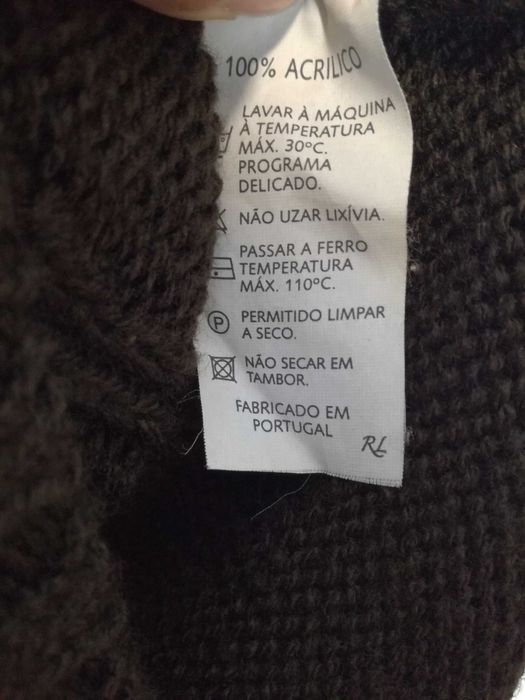 100% ACRILICO
LAVAR À MÁQUINA
À TEMPERATURA
MÁX. 30ºC.
PROGRAMA
DELICADO.
NÃO UZAR LIXÍVIA.
PASSAR A FERRO
TEMPERATURA
MÁX. 110ºC.
P PERMITIDO LIMPAR
A SECO.
NÃO SECAR EM
TAMBOR.
FABRICADO EM
PORTUGAL
RL